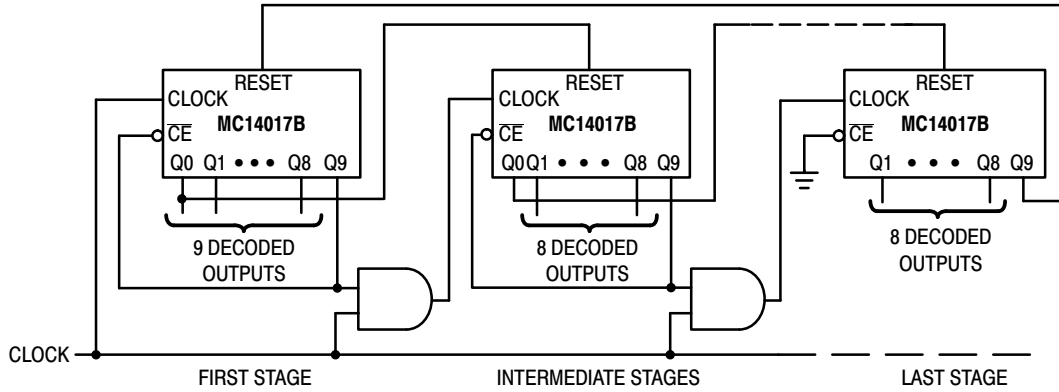 RESET
CLOCK
MC14017B
CE
Q0 Q1 • • • Q8 Q9
9 DECODED
OUTPUTS
RESET
CLOCK
MC14017B
CE
Q0 Q1 • • • Q8 Q9
8 DECODED
OUTPUTS
RESET
CLOCK
MC14017B
CE
Q1 • • • Q8 Q9
8 DECODED
OUTPUTS
CLOCK
FIRST STAGE
INTERMEDIATE STAGES
LAST STAGE